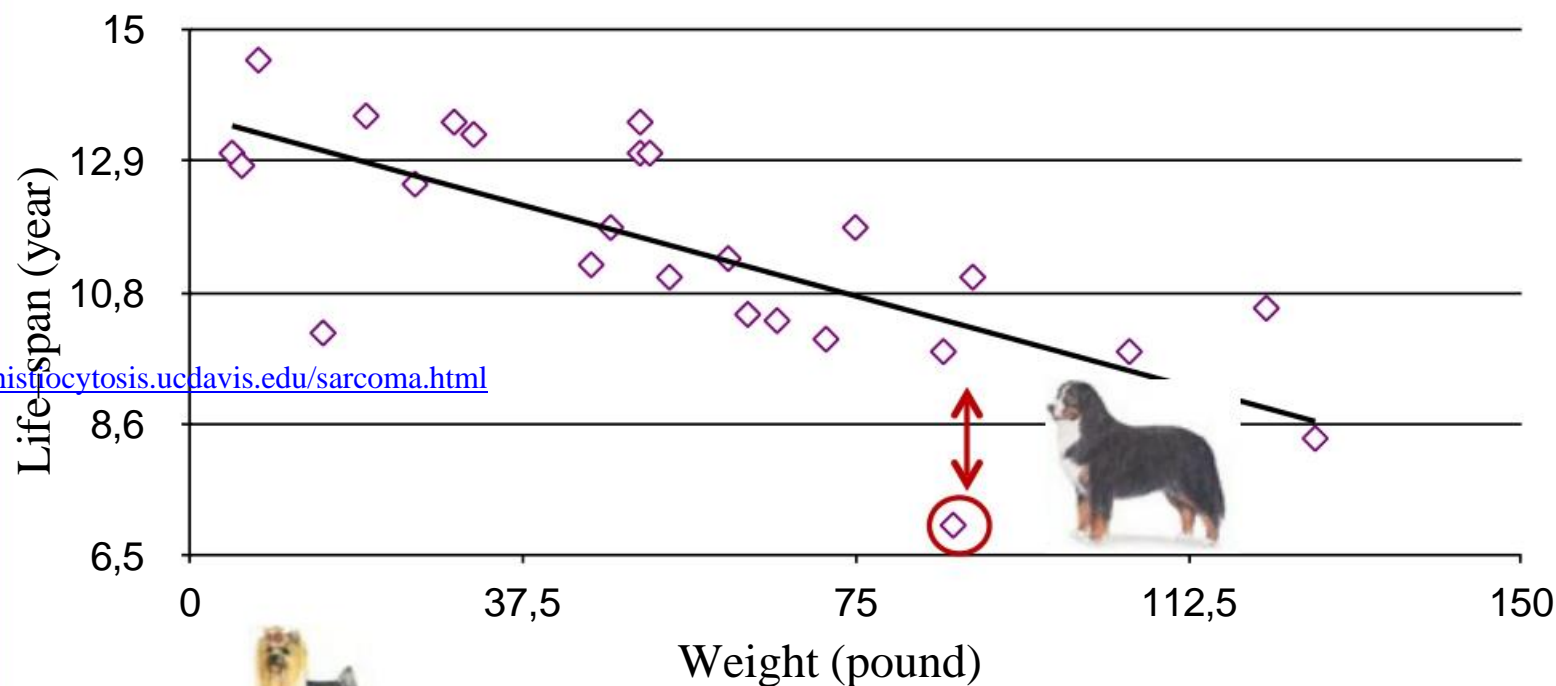 15
12,9
10,8
8,6
6,5
Life-span (year)
histiocytosis.ucdavis.edu/sarcoma.html
0 37,5 75 112,5 150
Weight (pound)